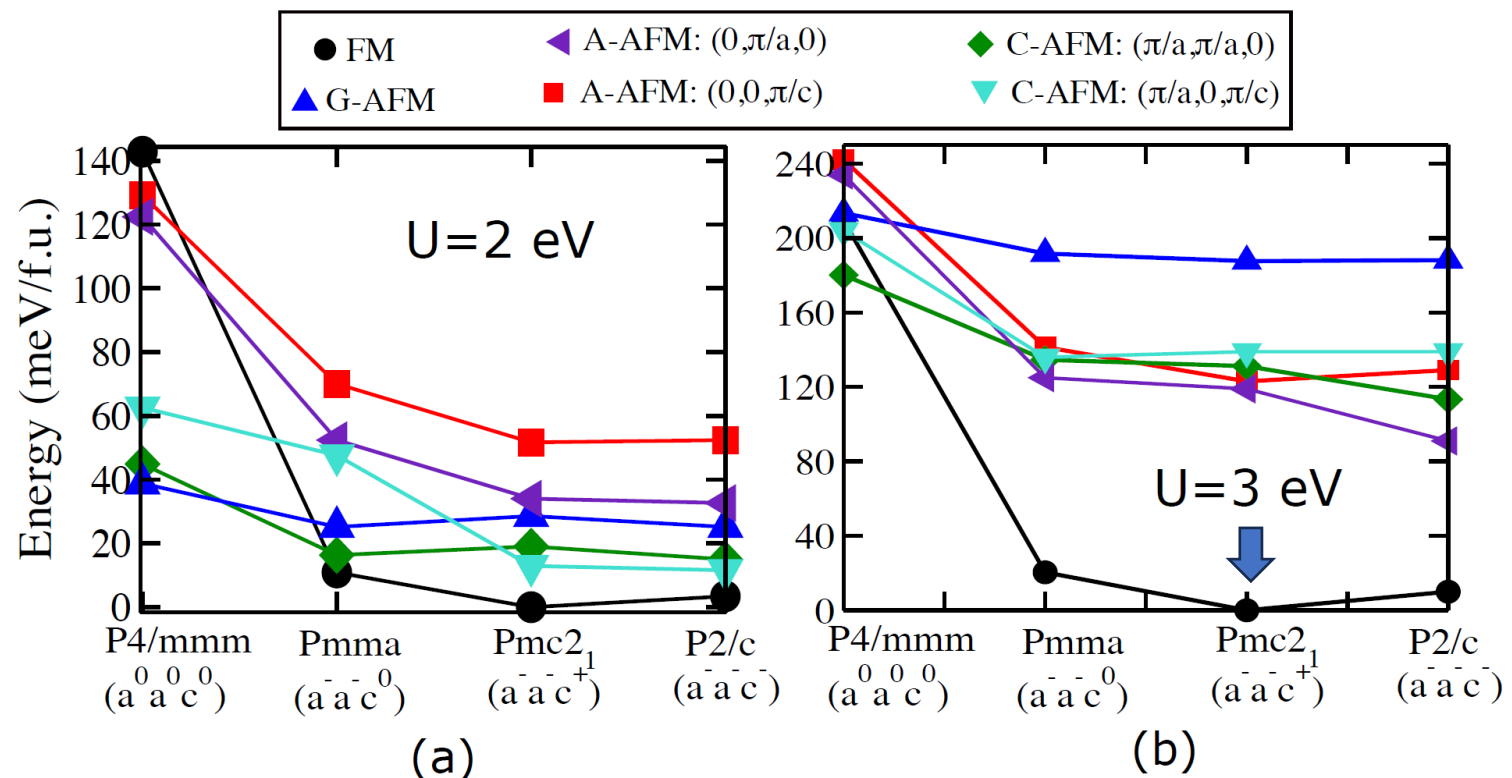 FM
A-AFM: (0,π/a,0)
C-AFM: (π/a,π/a,0)
G-AFM
A-AFM: (0,0,π/c)
C-AFM: (π/a,0,π/c)
Energy (meV/f.u.)
140
120
100
80
60
40
20
0
U=2 eV
P4/mmm
(a⁰a⁰c⁰)
Pmma
(a⁻a⁻c⁰)
Pmc2₁
(a⁻a⁻c⁺)
P2/c
(a⁻a⁻c⁻)
(a)
240
200
160
120
80
40
0
U=3 eV
P4/mmm
(a⁰a⁰c⁰)
Pmma
(a⁻a⁻c⁰)
Pmc2₁
(a⁻a⁻c⁺)
P2/c
(a⁻a⁻c⁻)
(b)